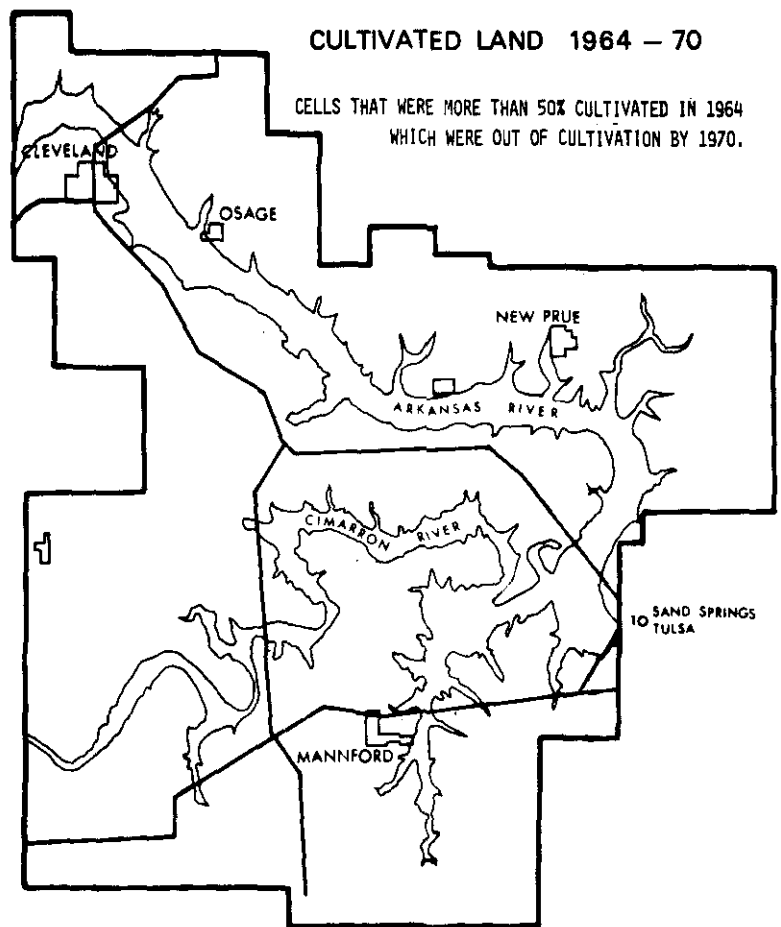 CULTIVATED LAND 1964 – 70
CELLS THAT WERE MORE THAN 50% CULTIVATED IN 1964
WHICH WERE OUT OF CULTIVATION BY 1970.
CLEVELAND
OSAGE
NEW PRUE
ARKANSAS RIVER
CIMARRON RIVER
TO SAND SPRINGS
TULSA
MANNFORD